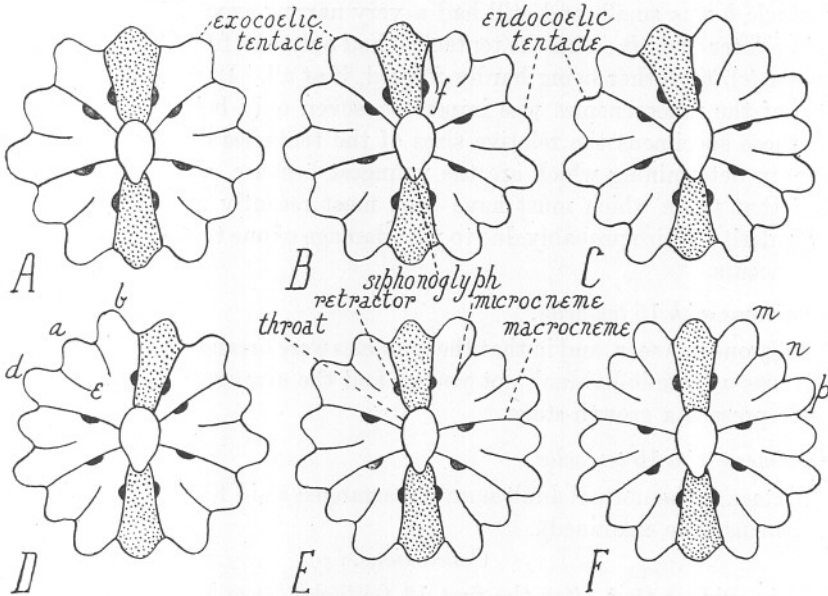 exocoelic tentacle
endocoelic tentacle
f
A
B
C
siphonoglyph
retractor
microcneme
throat
macrocneme
b
a
d
c
m
n
p
D
E
F